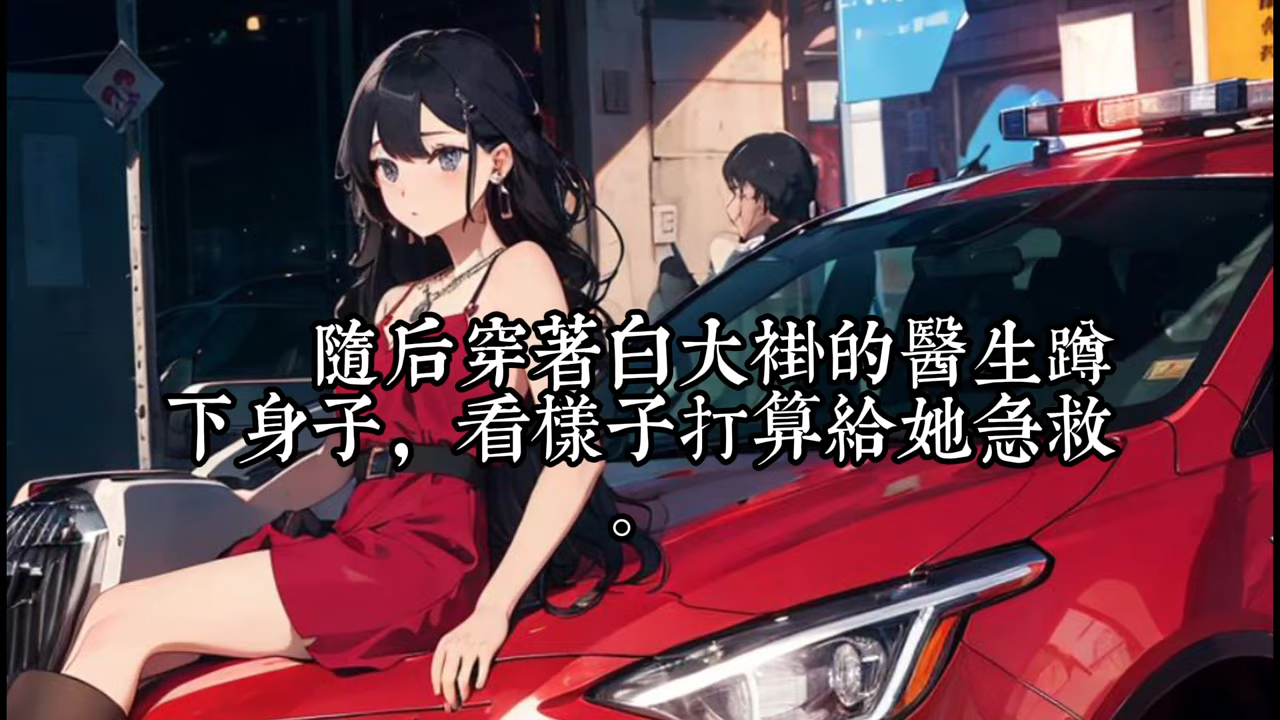 隨后穿著白大褂的醫生蹲
下身子，看樣子打算給她急救
。